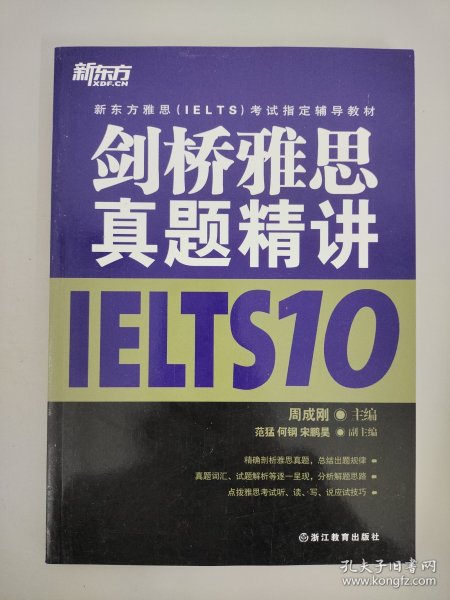 新东方
XDF.CN
新东方雅思(IELTS)考试指定辅导教材
剑桥雅思
真题精讲
IELTS10
周成刚 主编
范猛 何钢 宋鹏昊 副主编
精确剖析雅思真题，总结出题规律
真题词汇、试题解析等逐一呈现，分析解题思路
点拨雅思考试听、读、写、说应试技巧
浙江教育出版社
孔夫子旧书网
www.kongfz.com